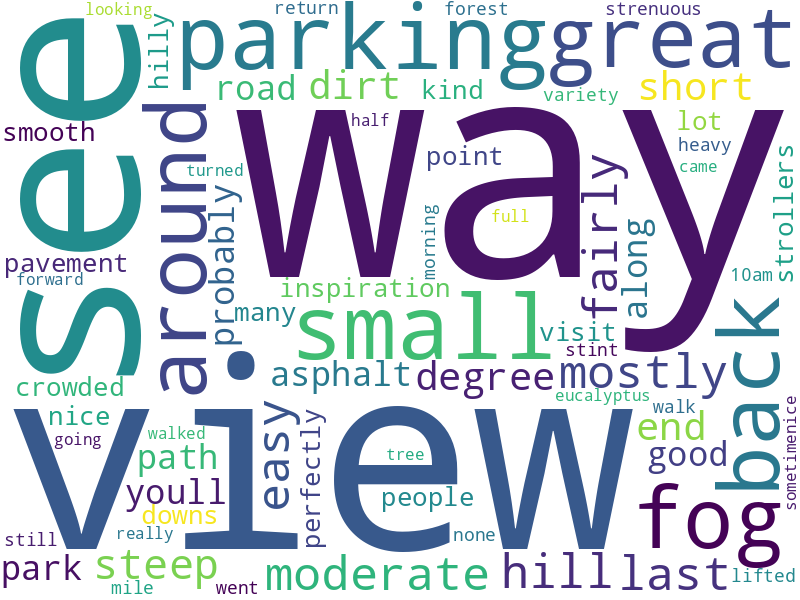 looking
return
forest
strenuous
see
hilly
parking
great
road
dirt
kind
variety
short
smooth
around
half
way
lot
heavy
came
point
turned
probably
morning
full
fairly
along
strollers
pavement
forward
inspiration
10am
many
small
visit
stint
back
crowded
asphalt
degree
mostly
eucalyptus
nice
view
easy
perfectly
walk
sometimenice
going
walked
path
tree
end
good
youll
people
downs
fog
still
really
none
park
steep
moderate
hill
last
lifted
mile
went